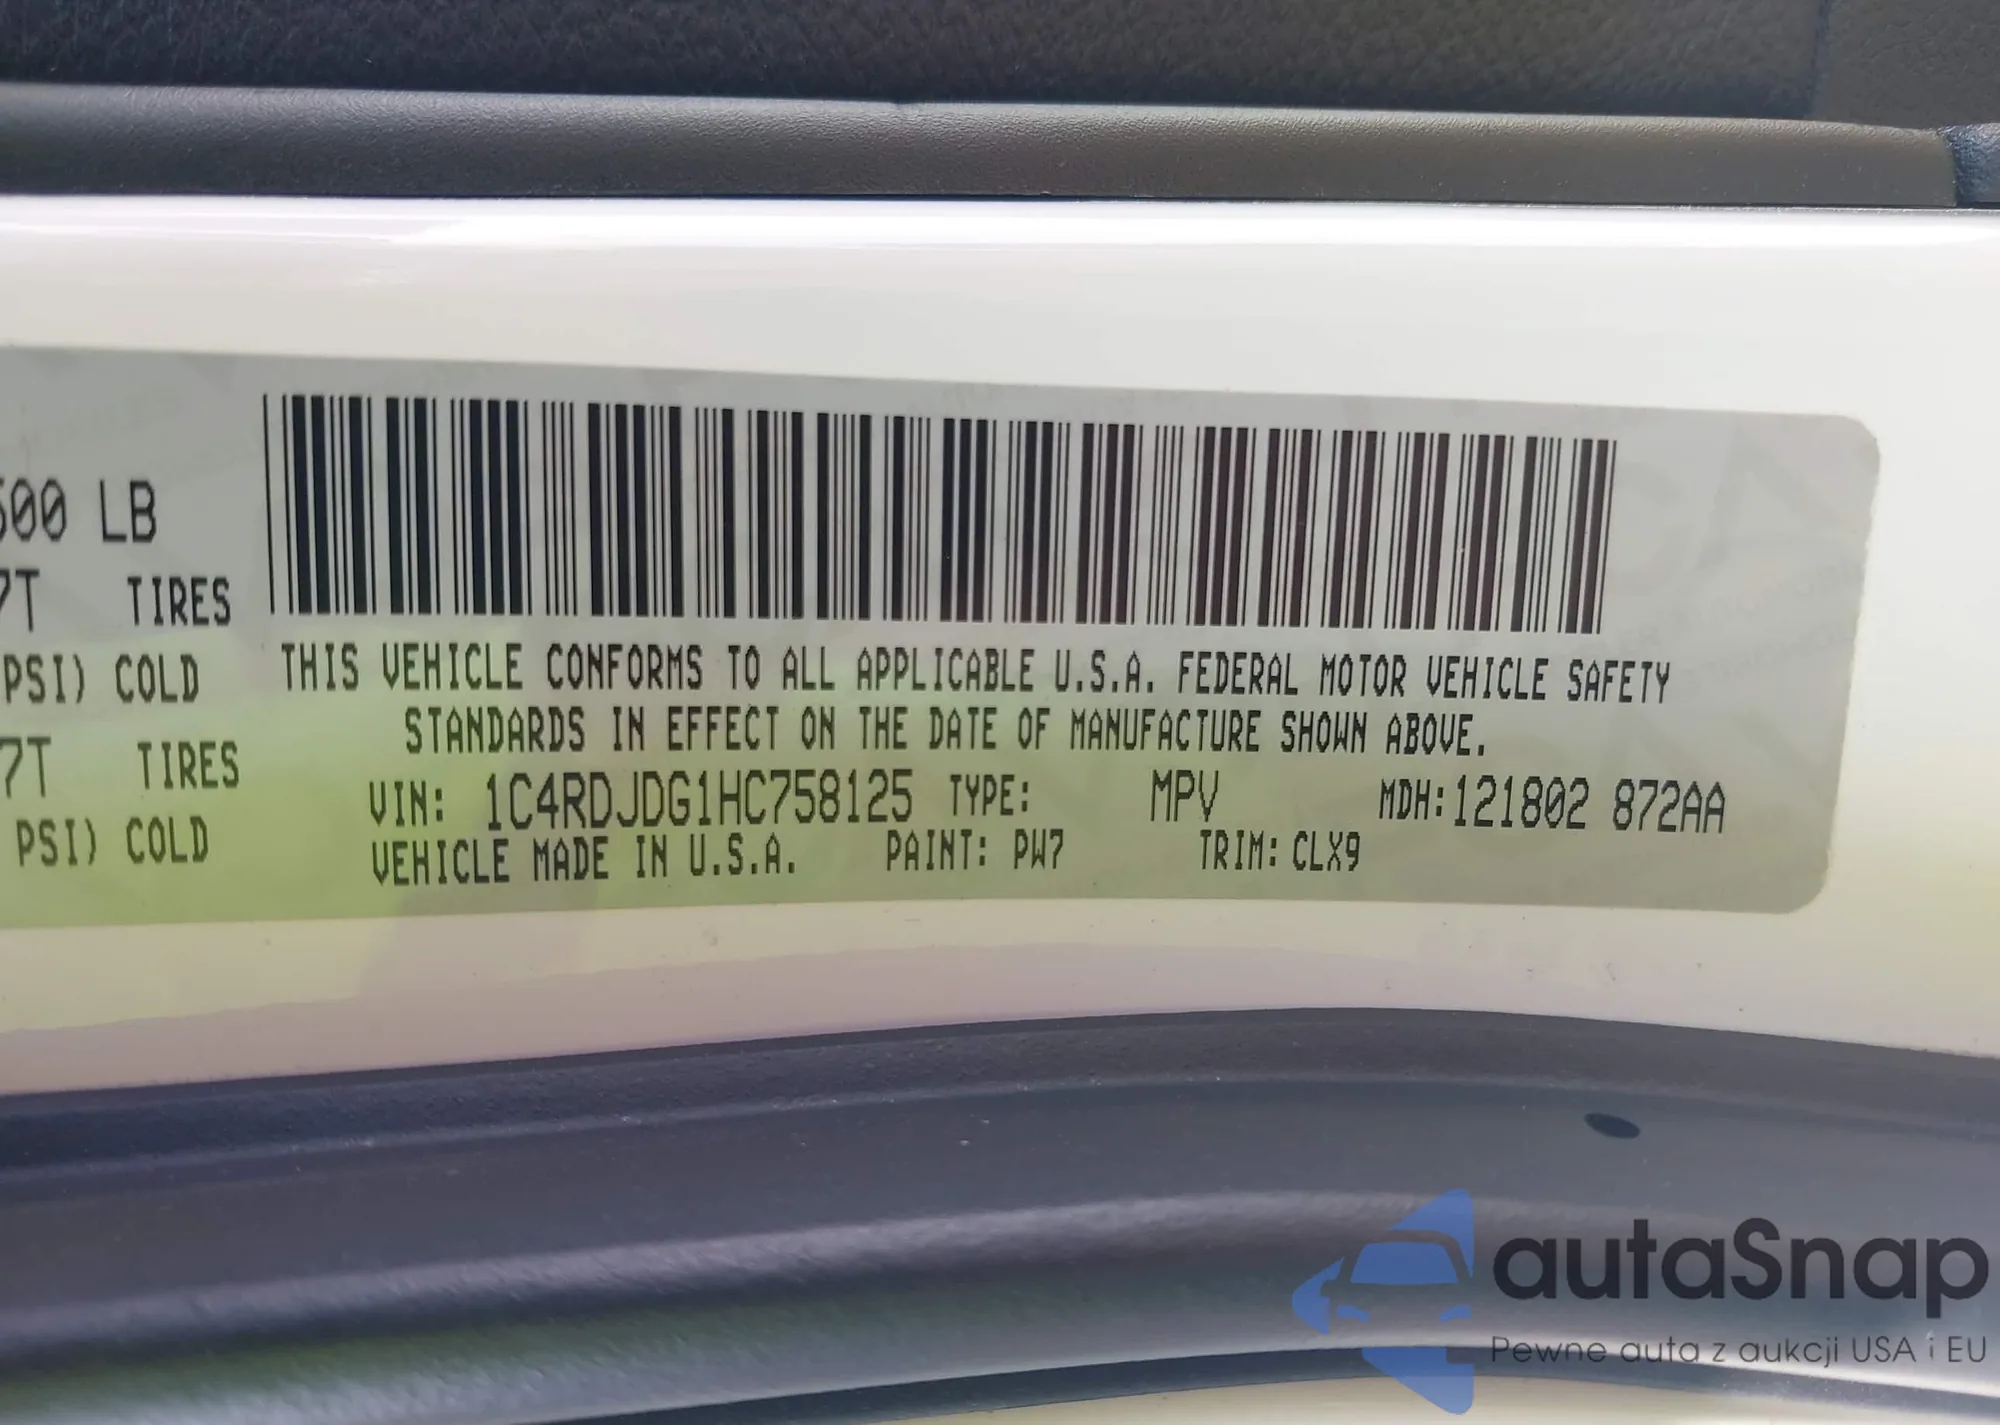 500 LB
7T TIRES
PSI) COLD
7T TIRES
PSI) COLD
THIS VEHICLE CONFORMS TO ALL APPLICABLE U.S.A. FEDERAL MOTOR VEHICLE SAFETY
STANDARDS IN EFFECT ON THE DATE OF MANUFACTURE SHOWN ABOVE.
VIN: 1C4RDJDG1HC758125 TYPE: MPV MDH:121802 872AA
VEHICLE MADE IN U.S.A. PAINT: PW7 TRIM: CLX9
autaSnap
Pewne auta z aukcji USA i EU